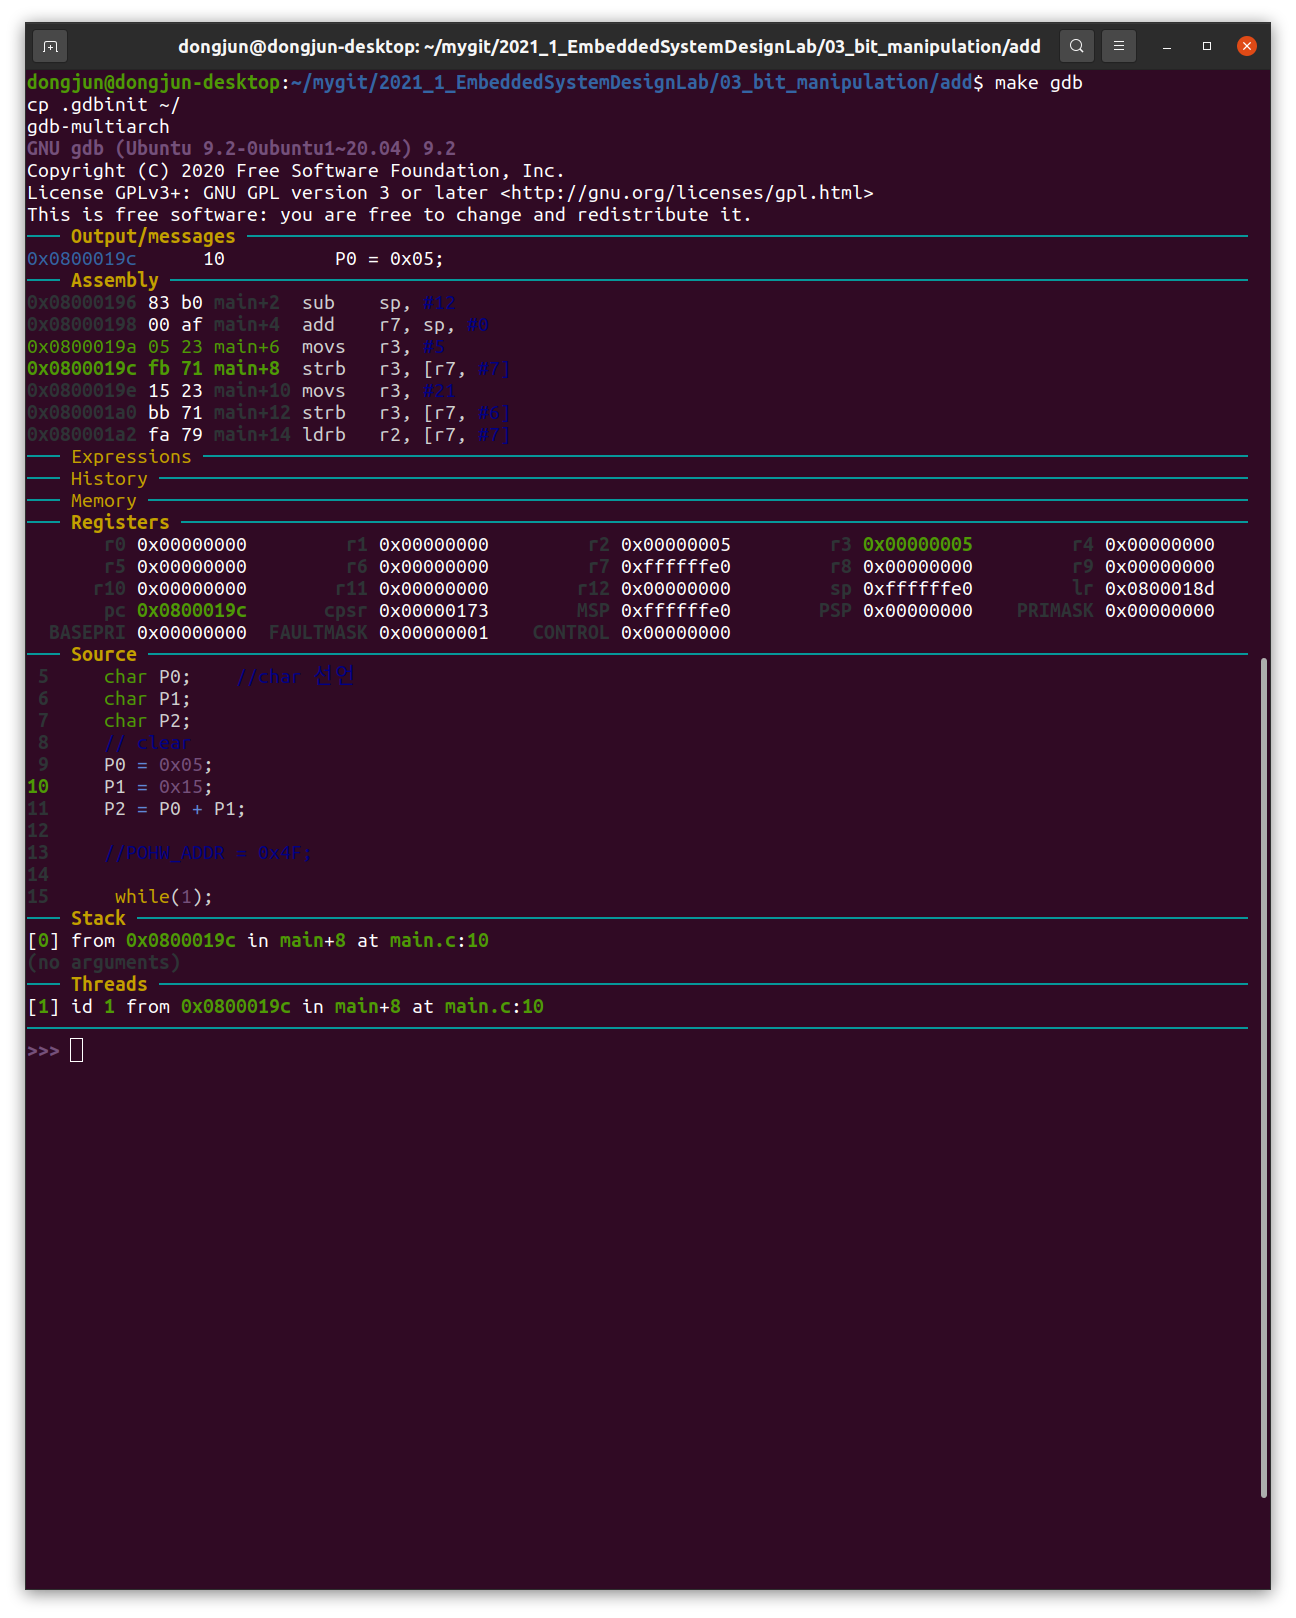 dongjun@dongjun-desktop: ~/mygit/2021_1_EmbeddedSystemDesignLab/03_bit_manipulation/add
dongjun@dongjun-desktop:~/mygit/2021_1_EmbeddedSystemDesignLab/03_bit_manipulation/add$ make gdb
cp .gdbinit ~/
gdb-multiarch
GNU gdb (Ubuntu 9.2-0ubuntu1~20.04) 9.2
Copyright (C) 2020 Free Software Foundation, Inc.
License GPLv3+: GNU GPL version 3 or later <http://gnu.org/licenses/gpl.html>
This is free software: you are free to change and redistribute it.
─── Output/messages ───
0x0800019c      10          P0 = 0x05;
─── Assembly ───
0x08000196 83 b0 main+2  sub    sp, #12
0x08000198 00 af main+4  add    r7, sp, #0
0x0800019a 05 23 main+6  movs   r3, #5
0x0800019c fb 71 main+8  strb   r3, [r7, #7]
0x0800019e 15 23 main+10 movs   r3, #21
0x080001a0 bb 71 main+12 strb   r3, [r7, #6]
0x080001a2 fa 79 main+14 ldrb   r2, [r7, #7]
─── Expressions ───
─── History ───
─── Memory ───
─── Registers ───
r0 0x00000000 r1 0x00000000 r2 0x00000005 r3 0x00000005 r4 0x00000000
r5 0x00000000 r6 0x00000000 r7 0xffffffe0 r8 0x00000000 r9 0x00000000
r10 0x00000000 r11 0x00000000 r12 0x00000000 sp 0xffffffe0 lr 0x0800018d
pc 0x0800019c cpsr 0x00000173 MSP 0xffffffe0 PSP 0x00000000 PRIMASK 0x00000000
BASEPRI 0x00000000 FAULTMASK 0x00000001 CONTROL 0x00000000
─── Source ───
5     char P0;    //char 선언
6     char P1;
7     char P2;
8     // clear
9     P0 = 0x05;
10     P1 = 0x15;
11     P2 = P0 + P1;
12
13     //POHW_ADDR = 0x4F;
14
15      while(1);
─── Stack ───
[0] from 0x0800019c in main+8 at main.c:10
(no arguments)
─── Threads ───
[1] id 1 from 0x0800019c in main+8 at main.c:10
>>>